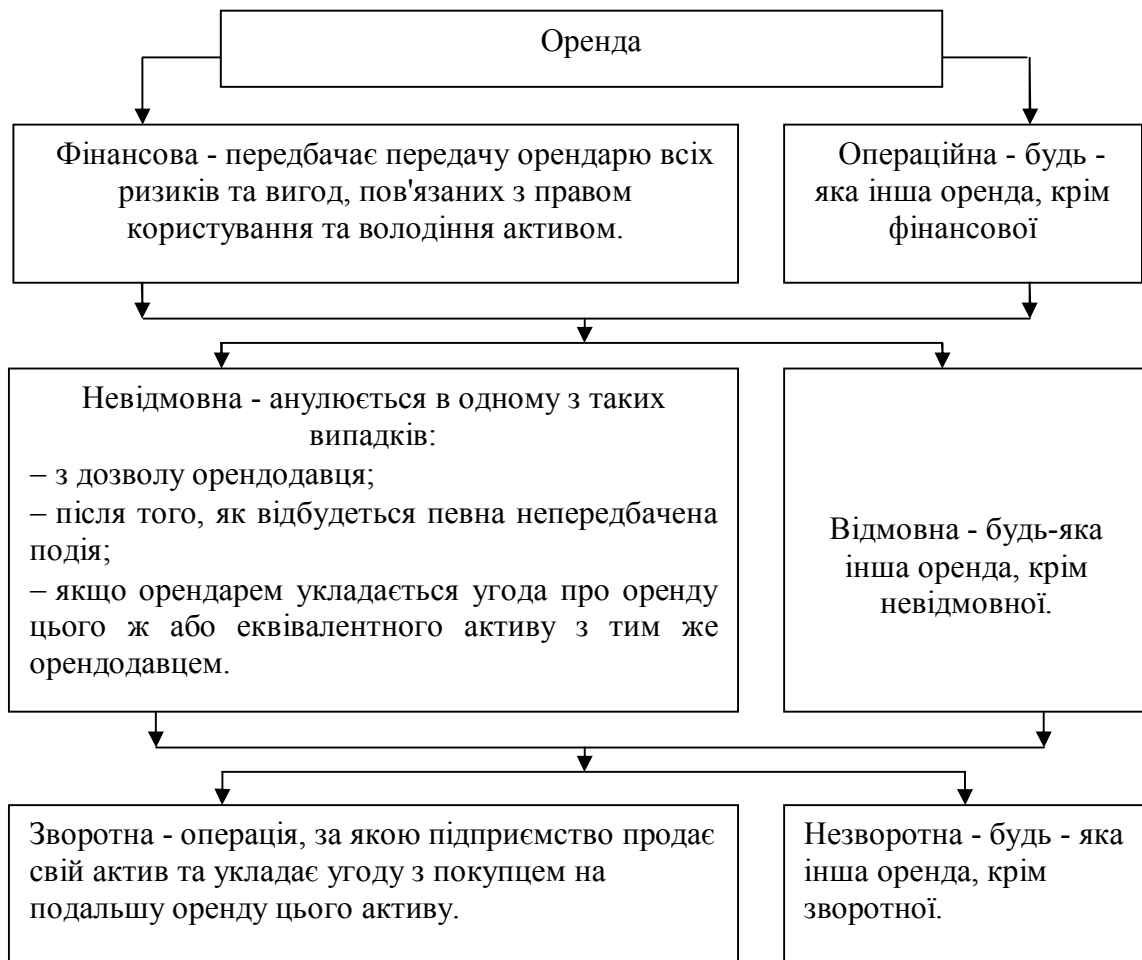 Оренда
Фінансова - передбачає передачу орендарю всіх
ризиків та вигод, пов'язаних з правом
користування та володіння активом.
Операційна - будь -
яка інша оренда, крім
фінансової
Невідмовна - анулюється в одному з таких
випадків:
– з дозволу орендодавця;
– після того, як відбудеться певна непередбачена
подія;
– якщо орендарем укладається угода про оренду
цього ж або еквівалентного активу з тим же
орендодавцем.
Відмовна - будь-яка
інша оренда, крім
невідмовної.
Зворотна - операція, за якою підприємство продає
свій актив та укладає угоду з покупцем на
подальшу оренду цього активу.
Незворотна - будь - яка
інша оренда, крім
зворотної.